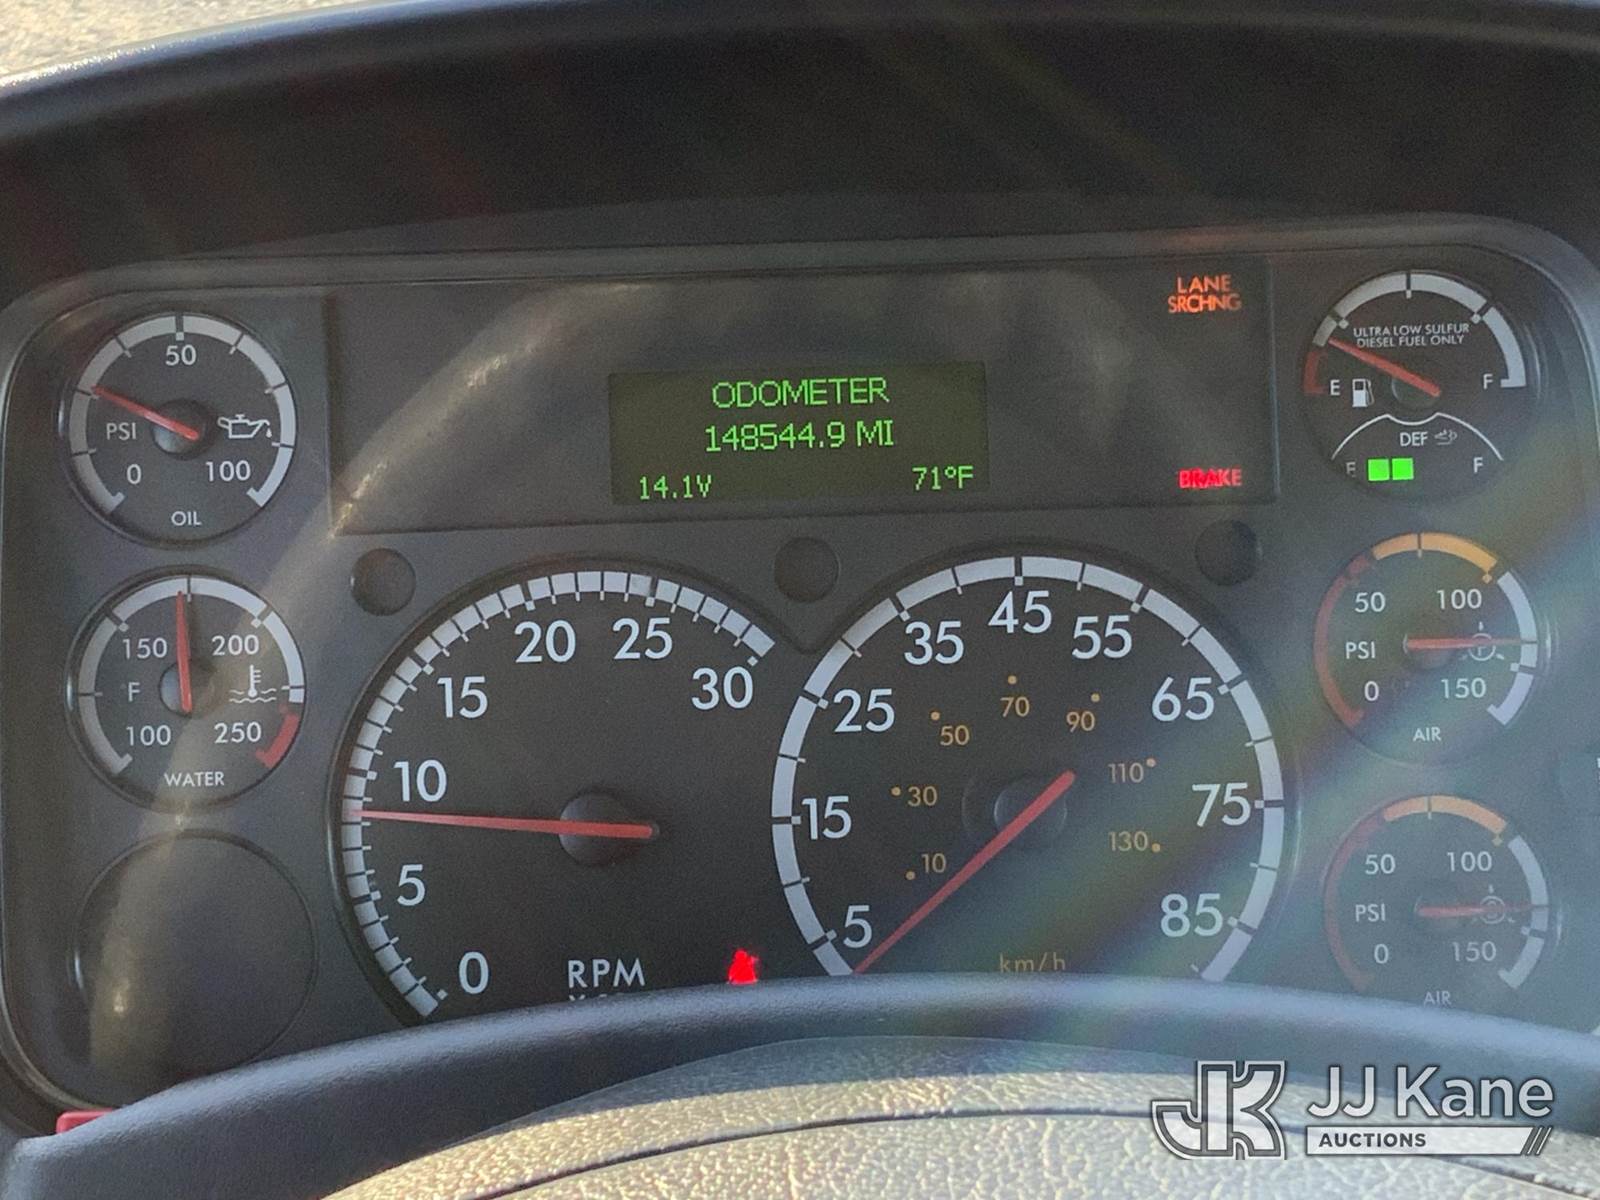 LANE
SRCHNG
ODOMETER
148544.9 MI
14.1V
71°F
BRAKE
50
PSI
0
100
OIL
ULTRA LOW SULFUR
DIESEL FUEL ONLY
E
F
DEF
E
F
150
200
F
100
250
WATER
0
5
10
15
20
25
30
RPM
5
15
25
35
45
55
65
75
85
10
30
50
70
90
110
130
km/h
50
100
PSI
0
150
AIR
50
100
PSI
0
150
AIR
JK
JJ Kane
AUCTIONS